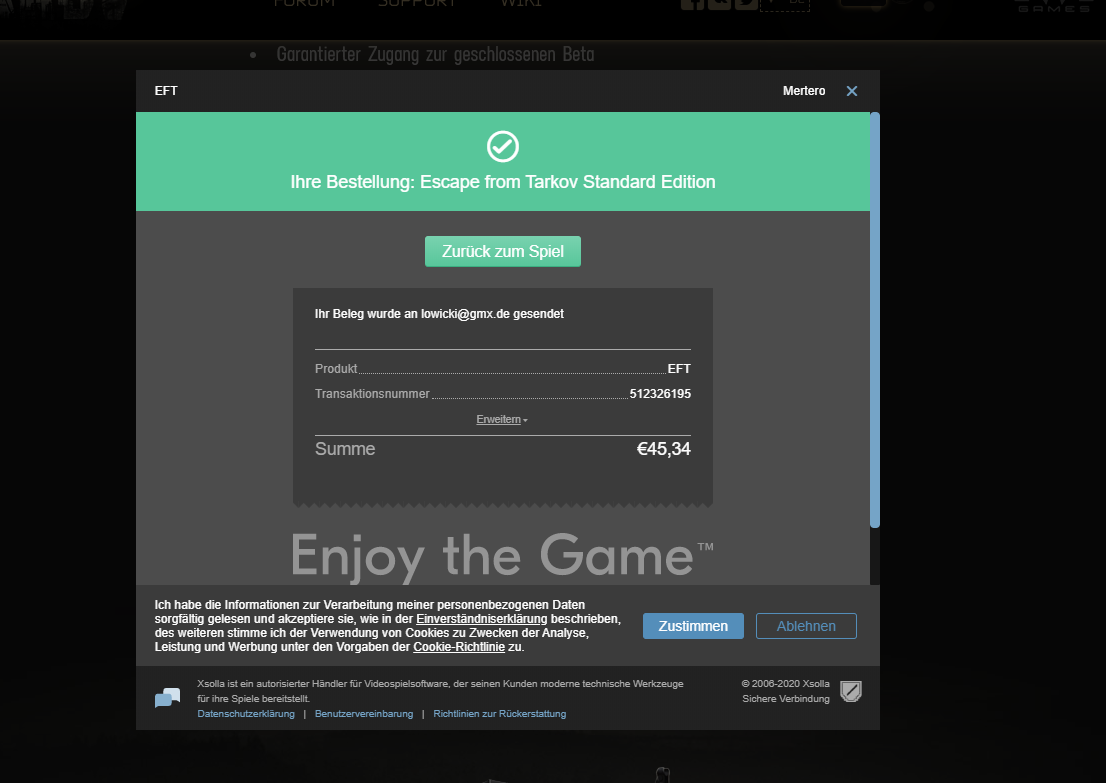 FORUM SUPPORT WIKI
GAMES
• Garantierter Zugang zur geschlossenen Beta
EFT
Mertero
Ihre Bestellung: Escape from Tarkov Standard Edition
Zurück zum Spiel
Ihr Beleg wurde an lowicki@gmx.de gesendet
Produkt EFT
Transaktionsnummer 512326195
Erweitern
Summe €45,34
Enjoy the Game™
Ich habe die Informationen zur Verarbeitung meiner personenbezogenen Daten
sorgfältig gelesen und akzeptiere sie, wie in der Einverständniserklärung beschrieben,
des weiteren stimme ich der Verwendung von Cookies zu Zwecken der Analyse,
Leistung und Werbung unter den Vorgaben der Cookie-Richtlinie zu.
Zustimmen
Ablehnen
Xsolla ist ein autorisierter Händler für Videospielsoftware, der seinen Kunden moderne technische Werkzeuge
für ihre Spiele bereitstellt.
Datenschutzerklärung | Benutzervereinbarung | Richtlinien zur Rückerstattung
© 2006-2020 Xsolla
Sichere Verbindung